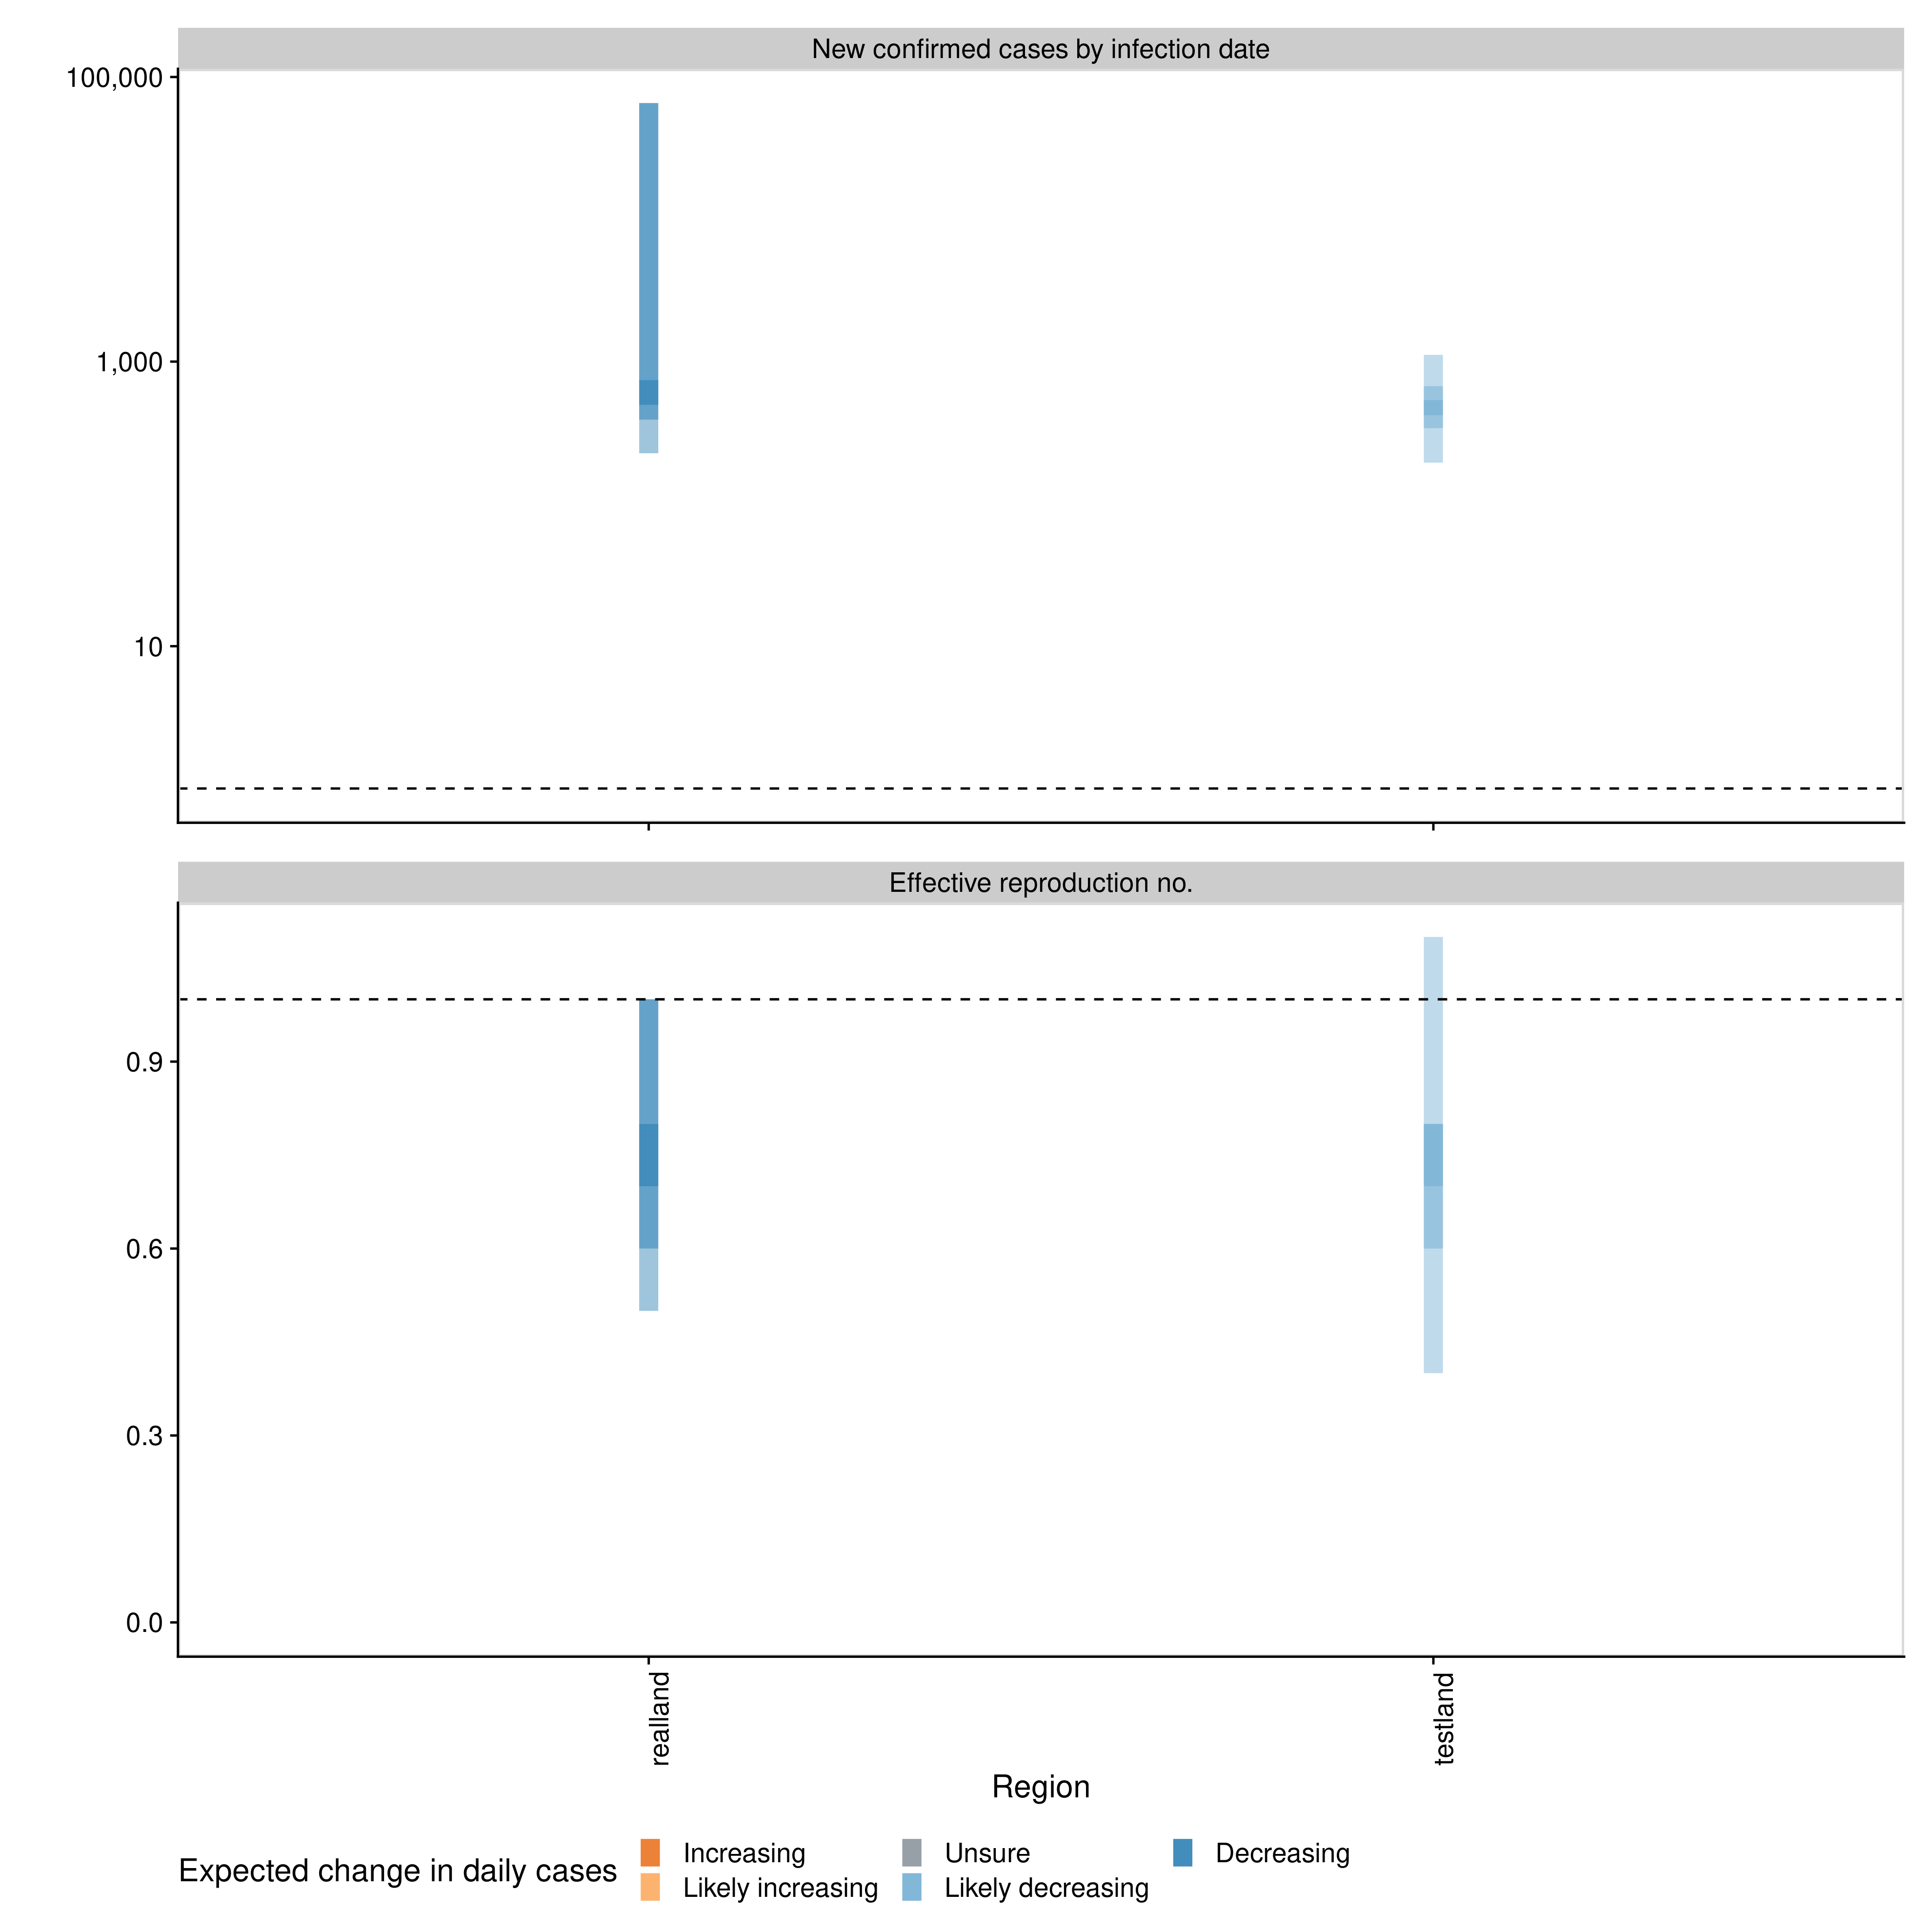 New confirmed cases by infection date
100,000
1,000
10
Effective reproduction no.
0.9
0.6
0.3
0.0
realland
testland
Region
Expected change in daily cases
Increasing
Likely increasing
Unsure
Likely decreasing
Decreasing